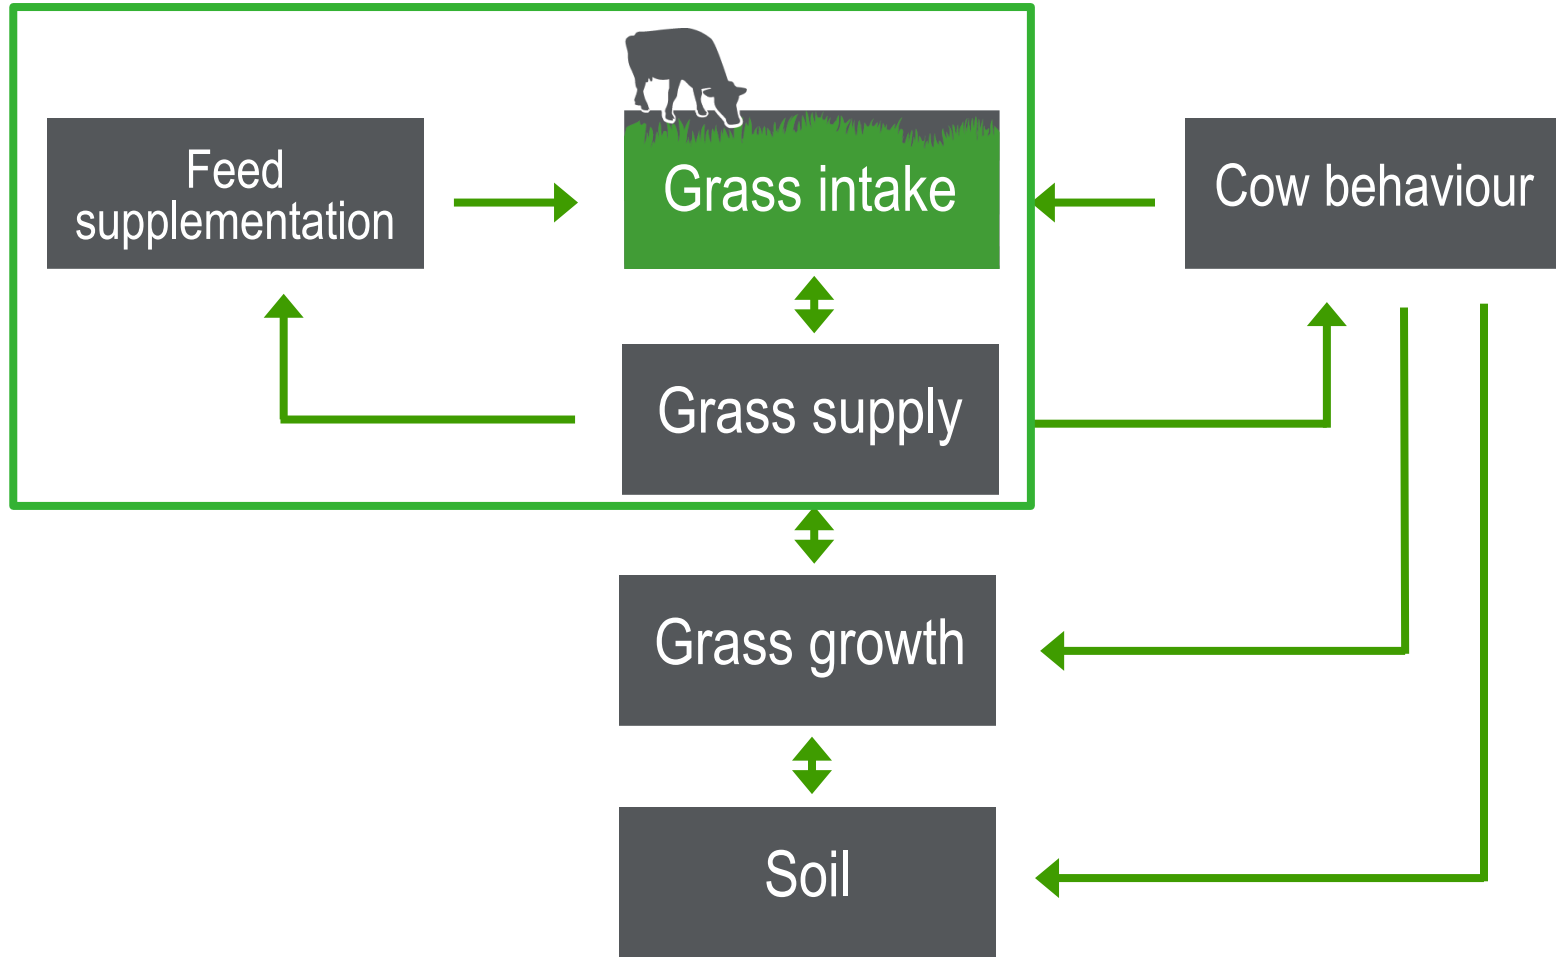 Feed
supplementation
Grass intake
Cow behaviour
Grass supply
Grass growth
Soil